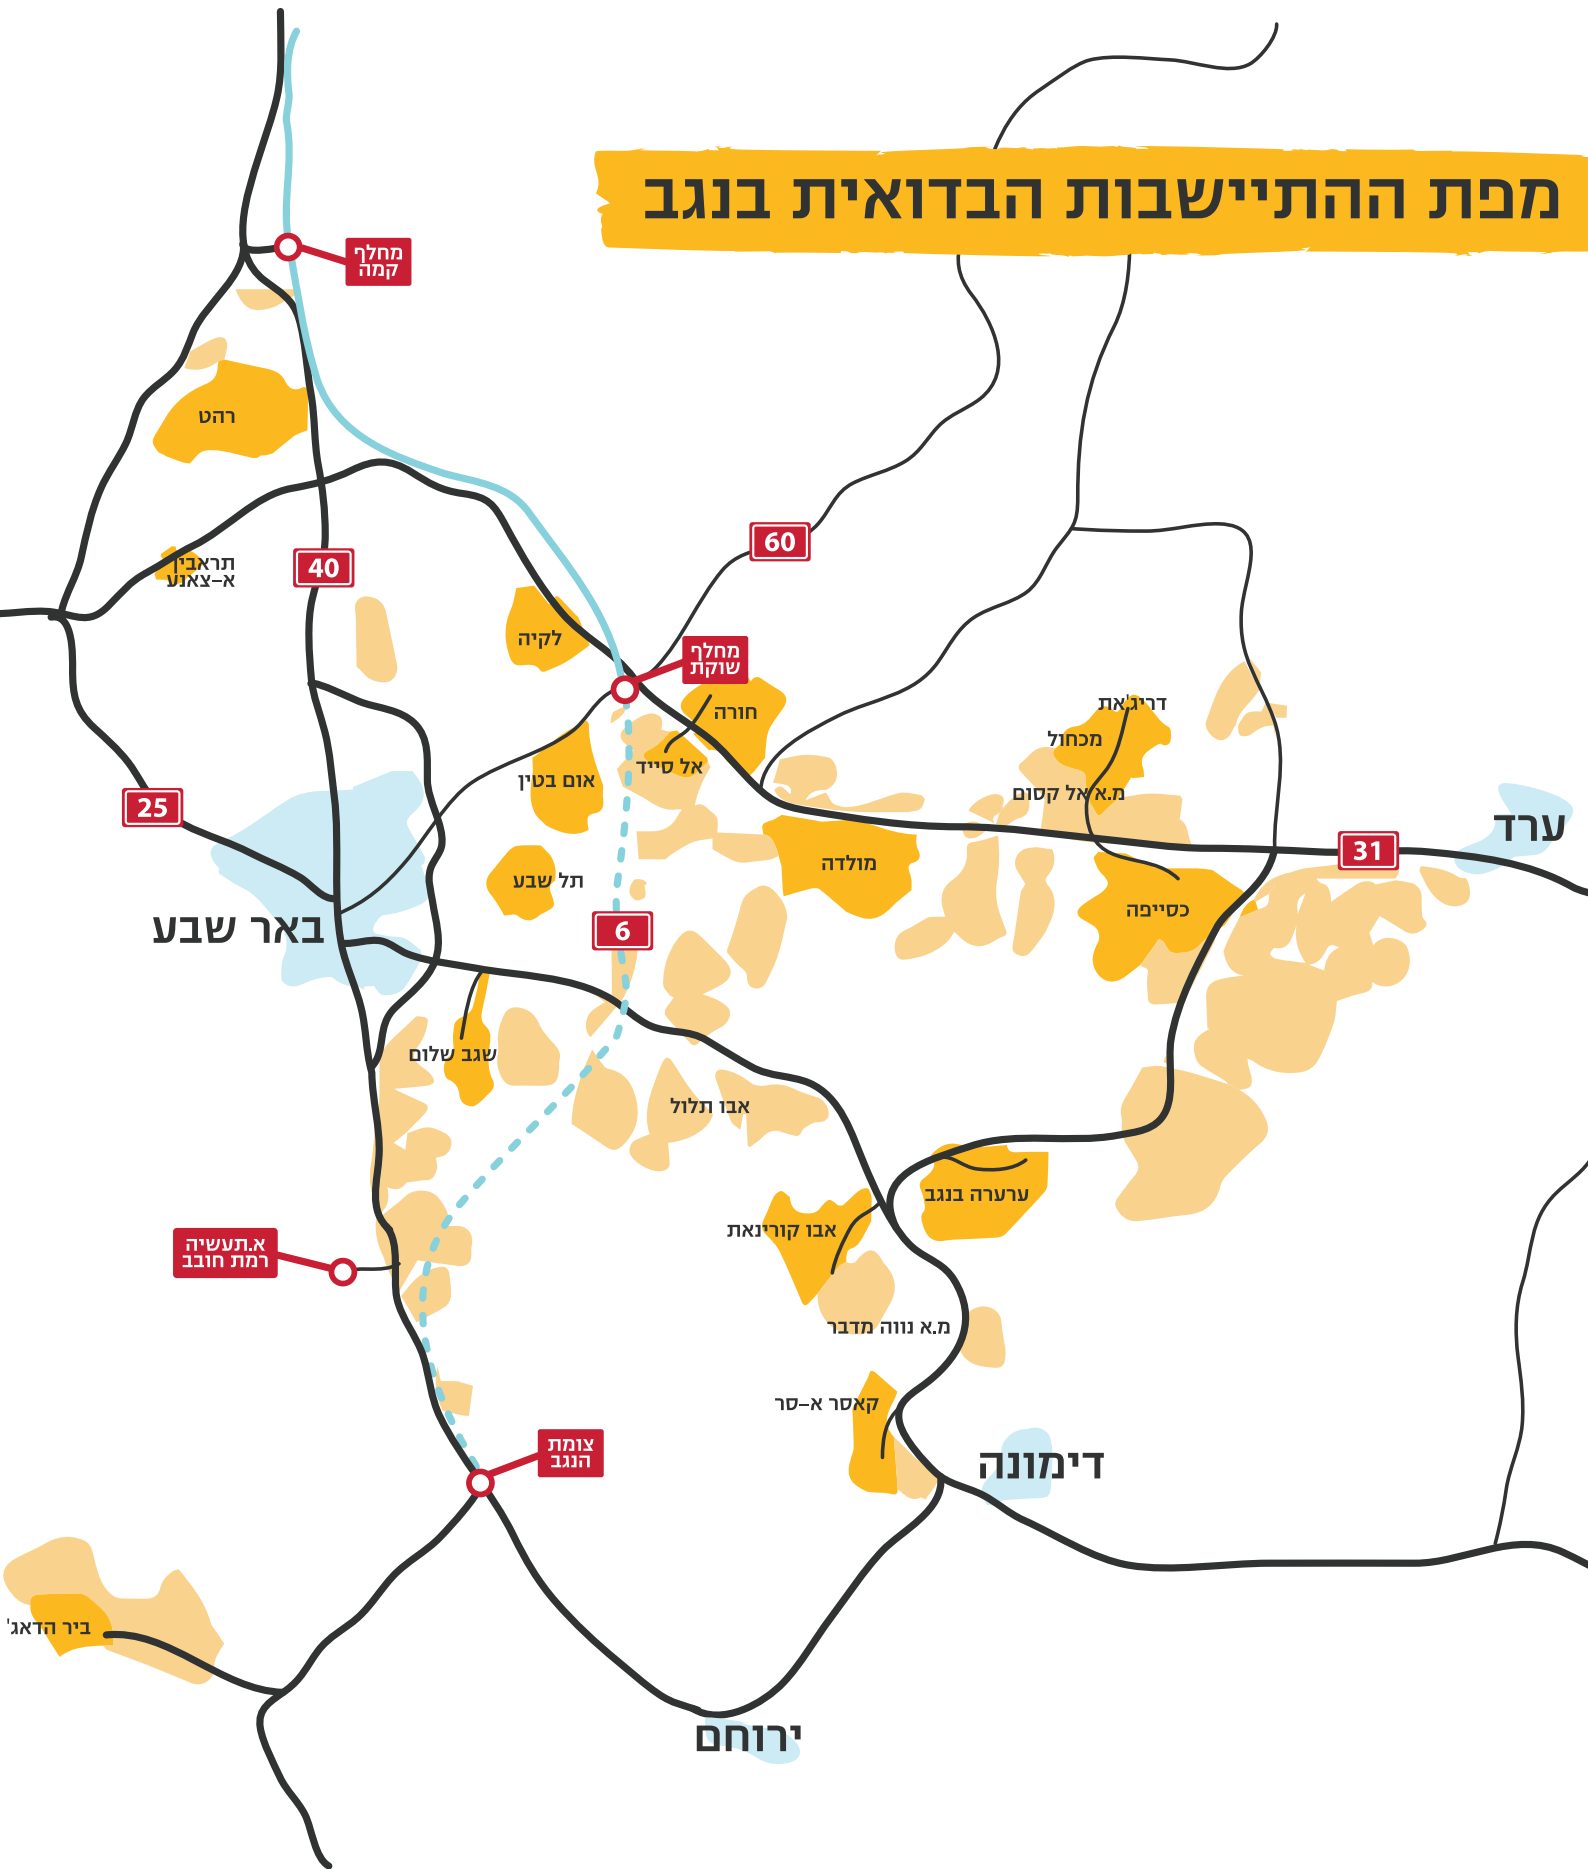 מפת ההתיישבות הבדואית בנגב
מחלף
קמה
רהט
תראבין
א–צאנע
40
60
לקיה
מחלף
שוקת
חורה
דריג'את
מכחול
אל סייד
אום בטין
מ.א אל קסום
25
ערד
31
מולדה
תל שבע
כסייפה
באר שבע
6
שגב שלום
אבו תלול
ערערה בנגב
אבו קורינאת
א.תעשיה
רמת חובב
מ.א נווה מדבר
קאסר א–סר
צומת
הנגב
דימונה
ביר הדאג'
ירוחם